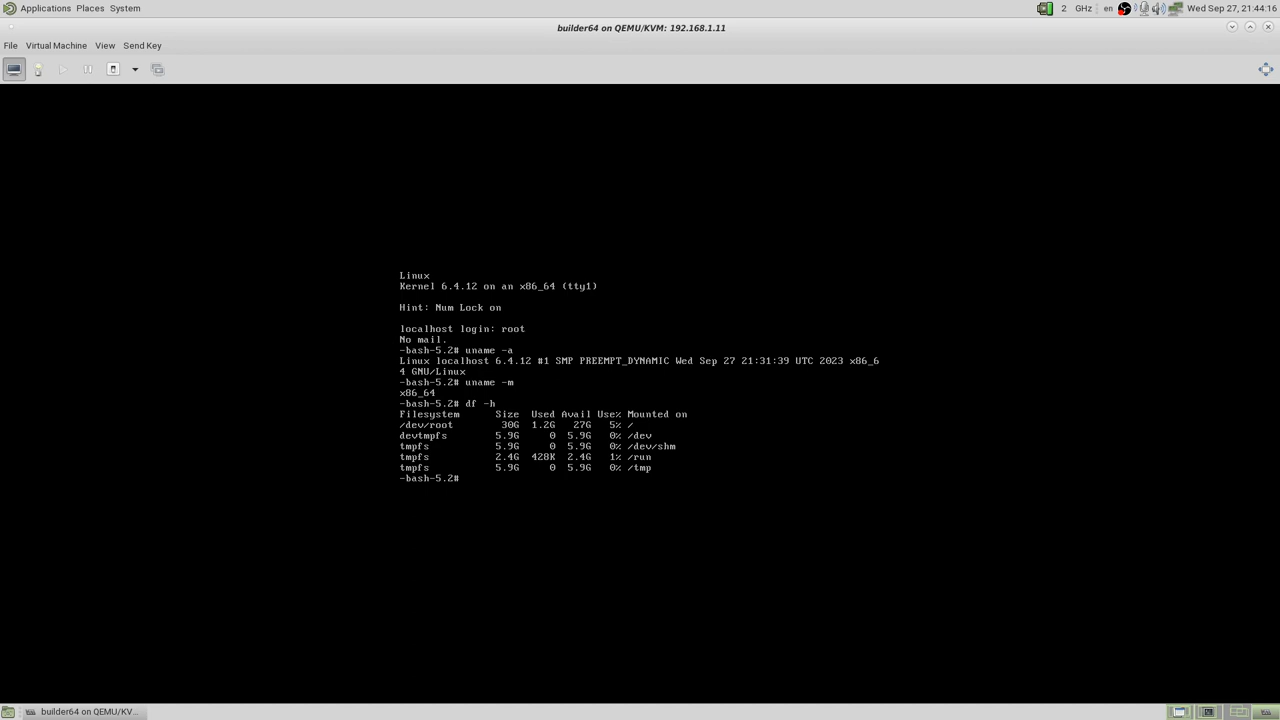 Applications Places System 2 GHz en Wed Sep 27, 21:44:16
builder64 on QEMU/KVM: 192.168.1.11
File Virtual Machine View Send Key
Linux
Kernel 6.4.12 on an x86_64 (tty1)
Hint: Num Lock on
localhost login: root
No mail.
-bash-5.2# uname -a
Linux localhost 6.4.12 #1 SMP PREEMPT_DYNAMIC Wed Sep 27 21:31:39 UTC 2023 x86_6
4 GNU/Linux
-bash-5.2# uname -m
x86_64
-bash-5.2# df -h
Filesystem      Size  Used Avail Use% Mounted on
/dev/root        30G  1.2G   27G   5% /
devtmpfs        5.9G     0  5.9G   0% /dev
tmpfs           5.9G     0  5.9G   0% /dev/shm
tmpfs           2.4G  428K  2.4G   1% /run
tmpfs           5.9G     0  5.9G   0% /tmp
-bash-5.2#
builder64 on QEMU/KV...